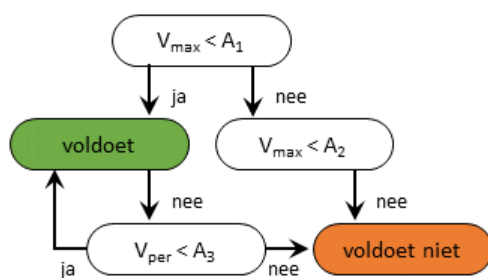 Vmax < A1
ja nee
voldoet
Vmax < A2
nee nee
Vper < A3
voldoet niet
ja nee